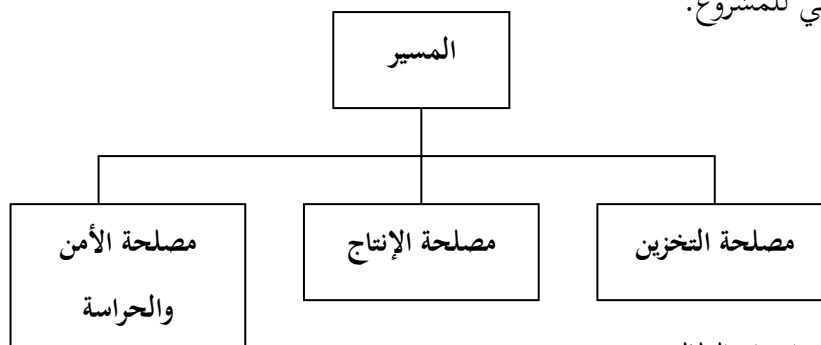 للمشروع.
المسير
مصلحة التخزين
مصلحة الإنتاج
مصلحة الأمن
والحراسة